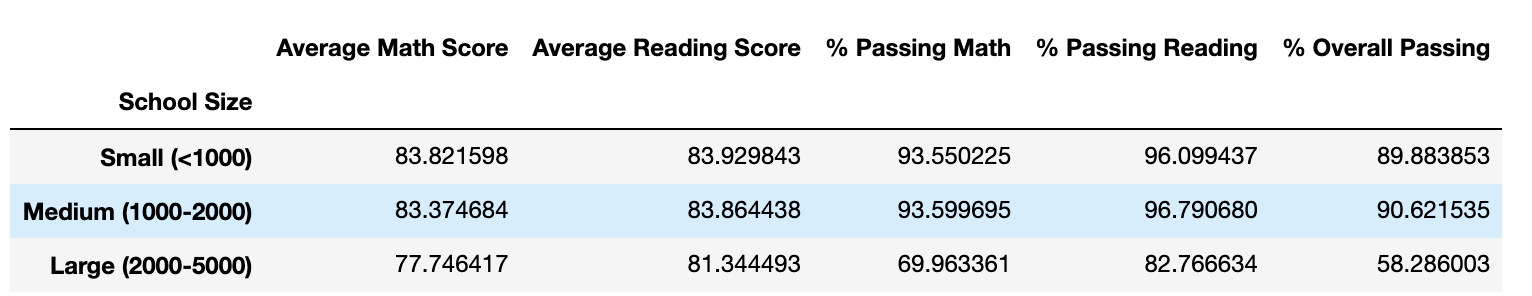 Average Math Score Average Reading Score % Passing Math % Passing Reading % Overall Passing
School Size
Small (<1000) 83.821598 83.929843 93.550225 96.099437 89.883853
Medium (1000-2000) 83.374684 83.864438 93.599695 96.790680 90.621535
Large (2000-5000) 77.746417 81.344493 69.963361 82.766634 58.286003